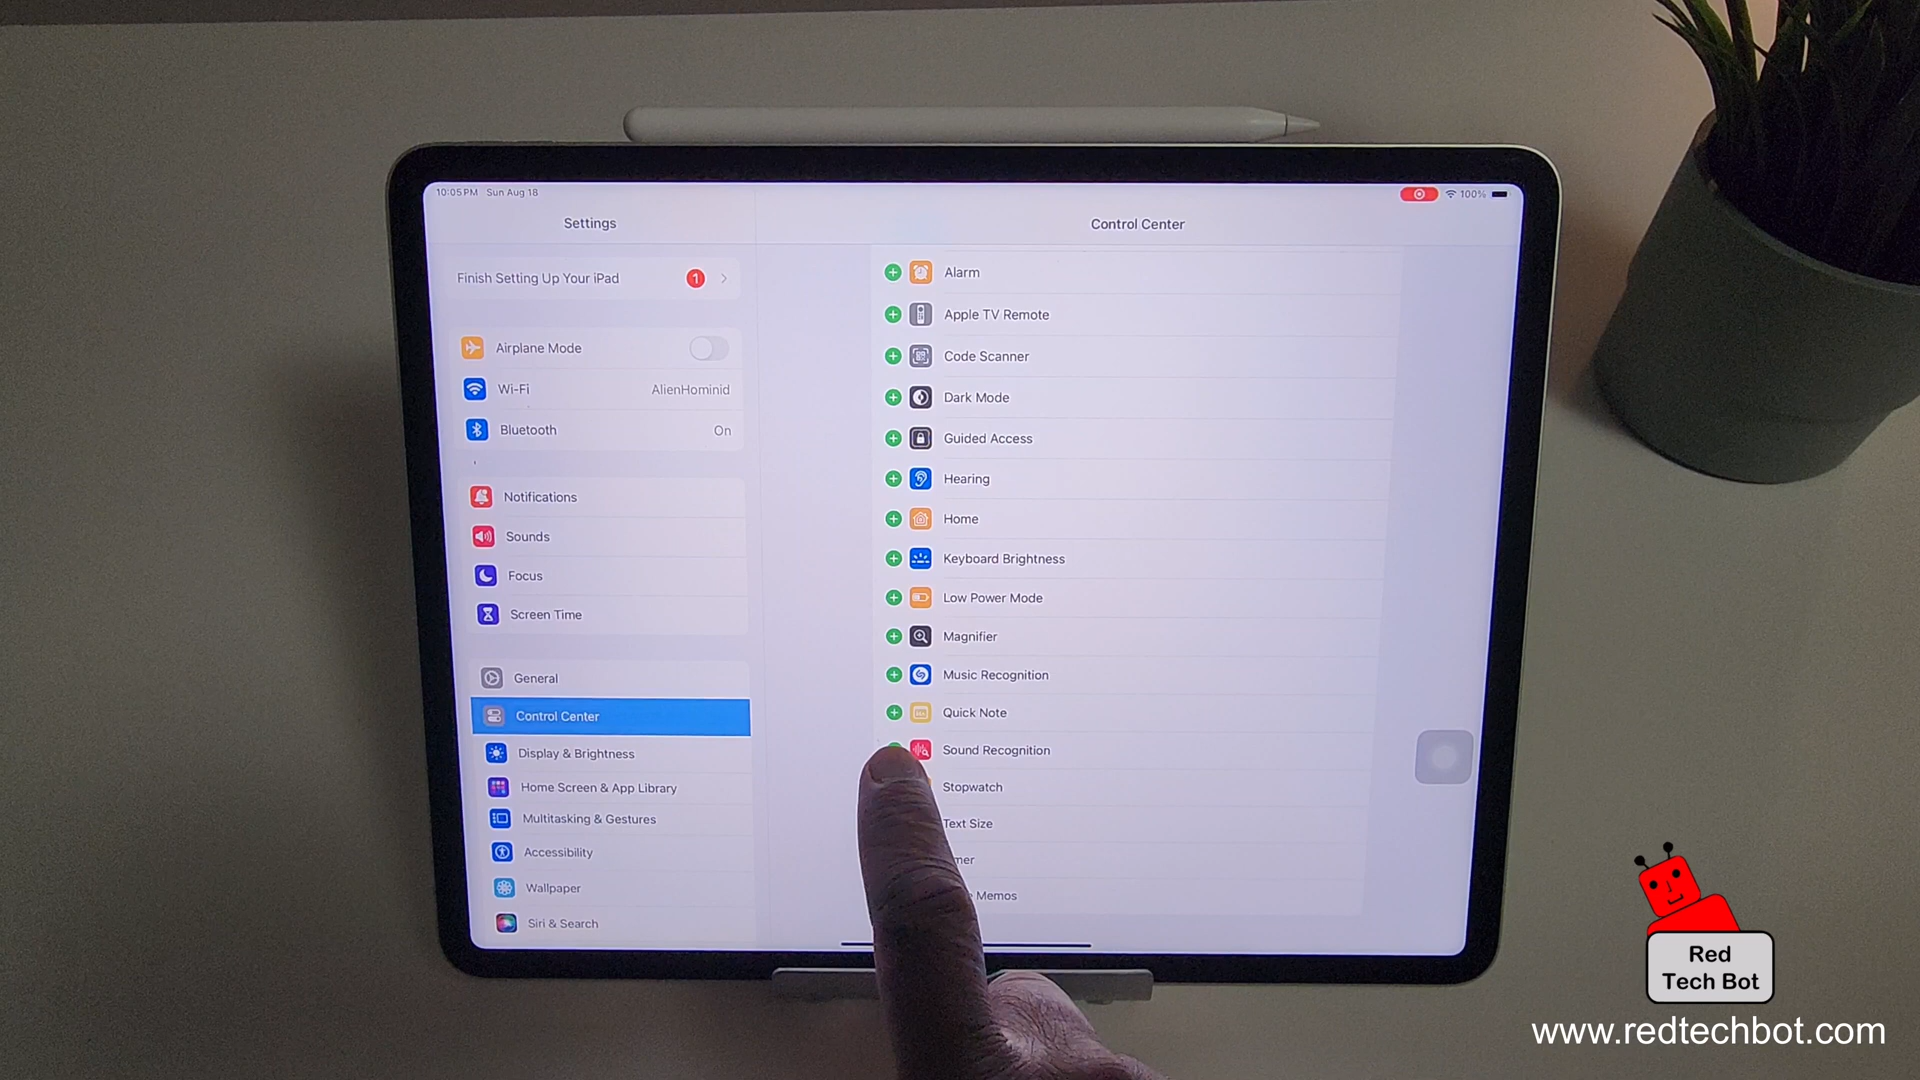 10:05 PM Sun Aug 18
100%
Settings
Finish Setting Up Your iPad
1
Airplane Mode
Wi-Fi
AlienHominid
Bluetooth
On
Notifications
Sounds
Focus
Screen Time
General
Control Center
Display & Brightness
Home Screen & App Library
Multitasking & Gestures
Accessibility
Wallpaper
Siri & Search
Control Center
Alarm
Apple TV Remote
Code Scanner
Dark Mode
Guided Access
Hearing
Home
Keyboard Brightness
Low Power Mode
Magnifier
Music Recognition
Quick Note
Sound Recognition
Stopwatch
Text Size
Memos
Red
Tech Bot
www.redtechbot.com